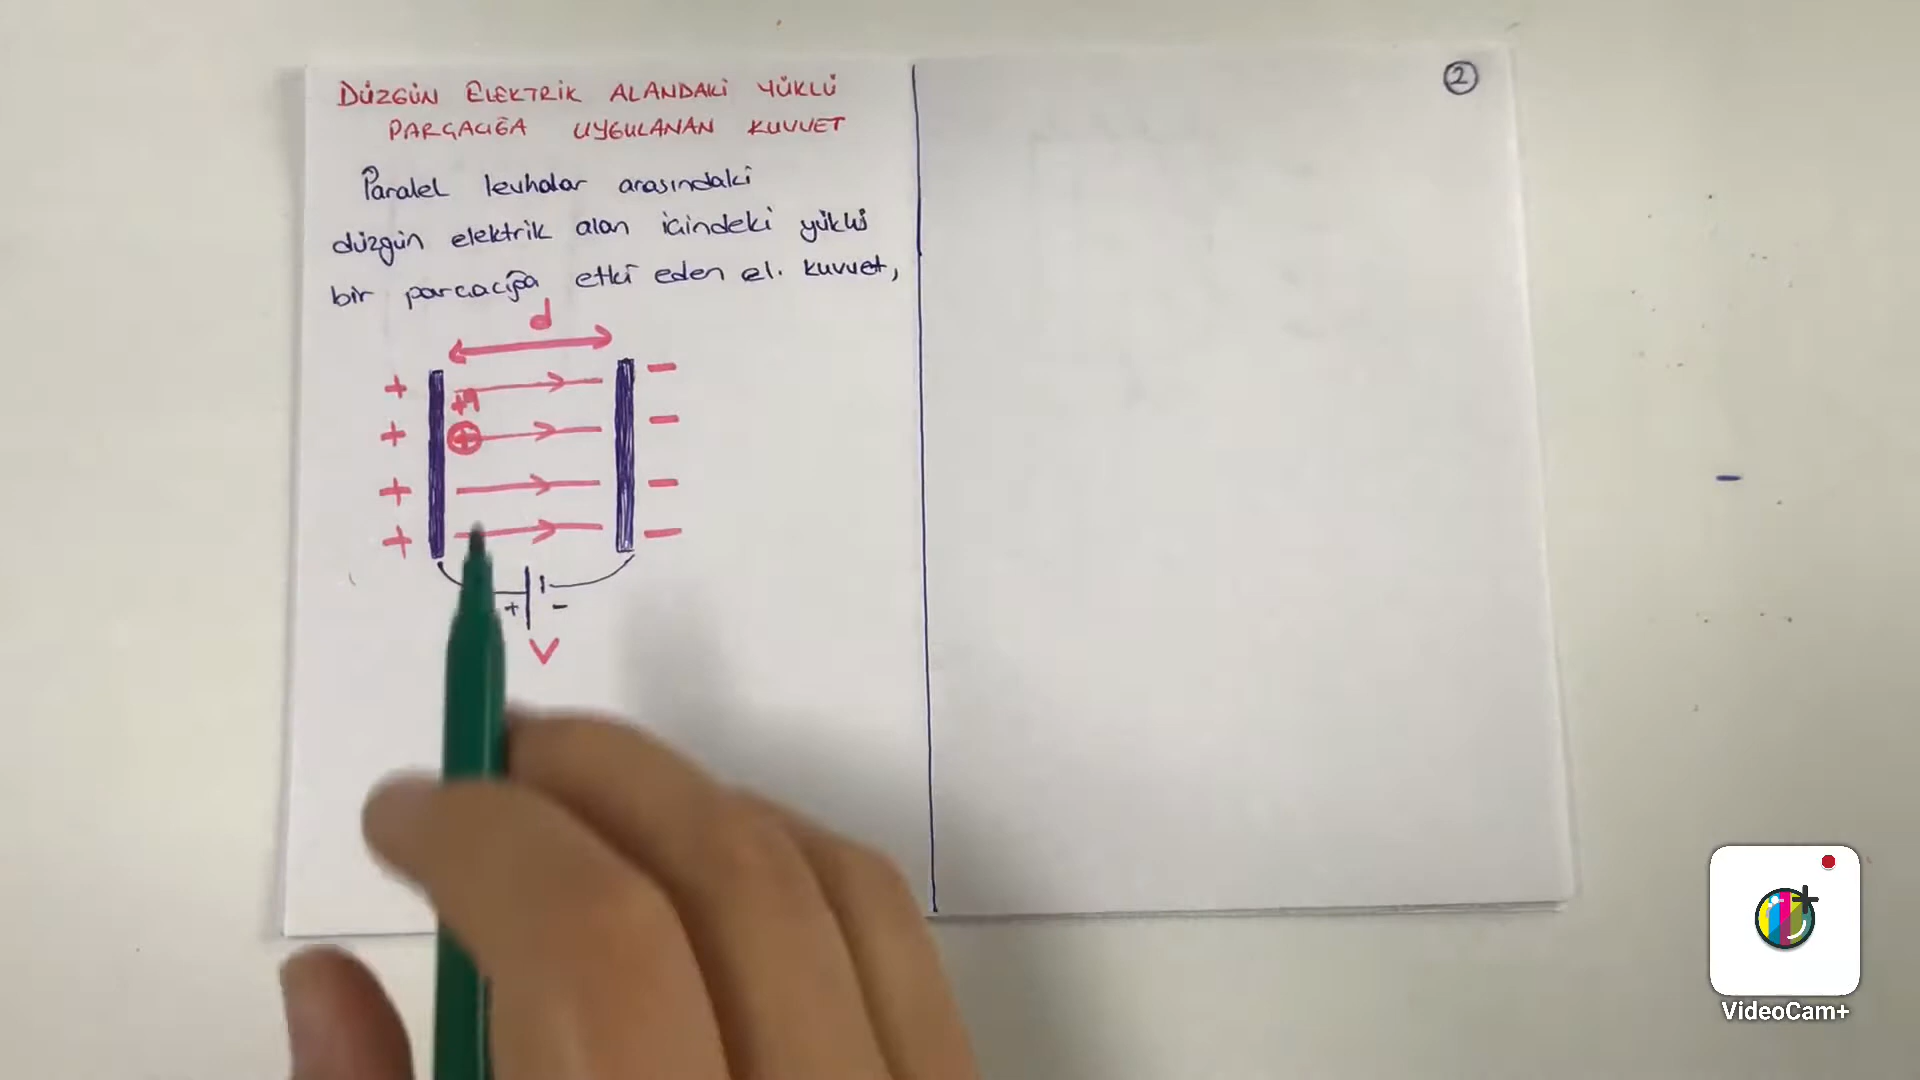 DÜZGÜN ELEKTRİK ALANDAKİ YÜKLÜ
PARÇACIĞA UYGULANAN KUVVET
Paralel levhalar arasındaki
düzgün elektrik alan içindeki yüklü
bir parçacığa etki eden el. kuvvet,
d
+ -
+q
+ + -
+ -
+ -
+ -
V
2
VideoCam+